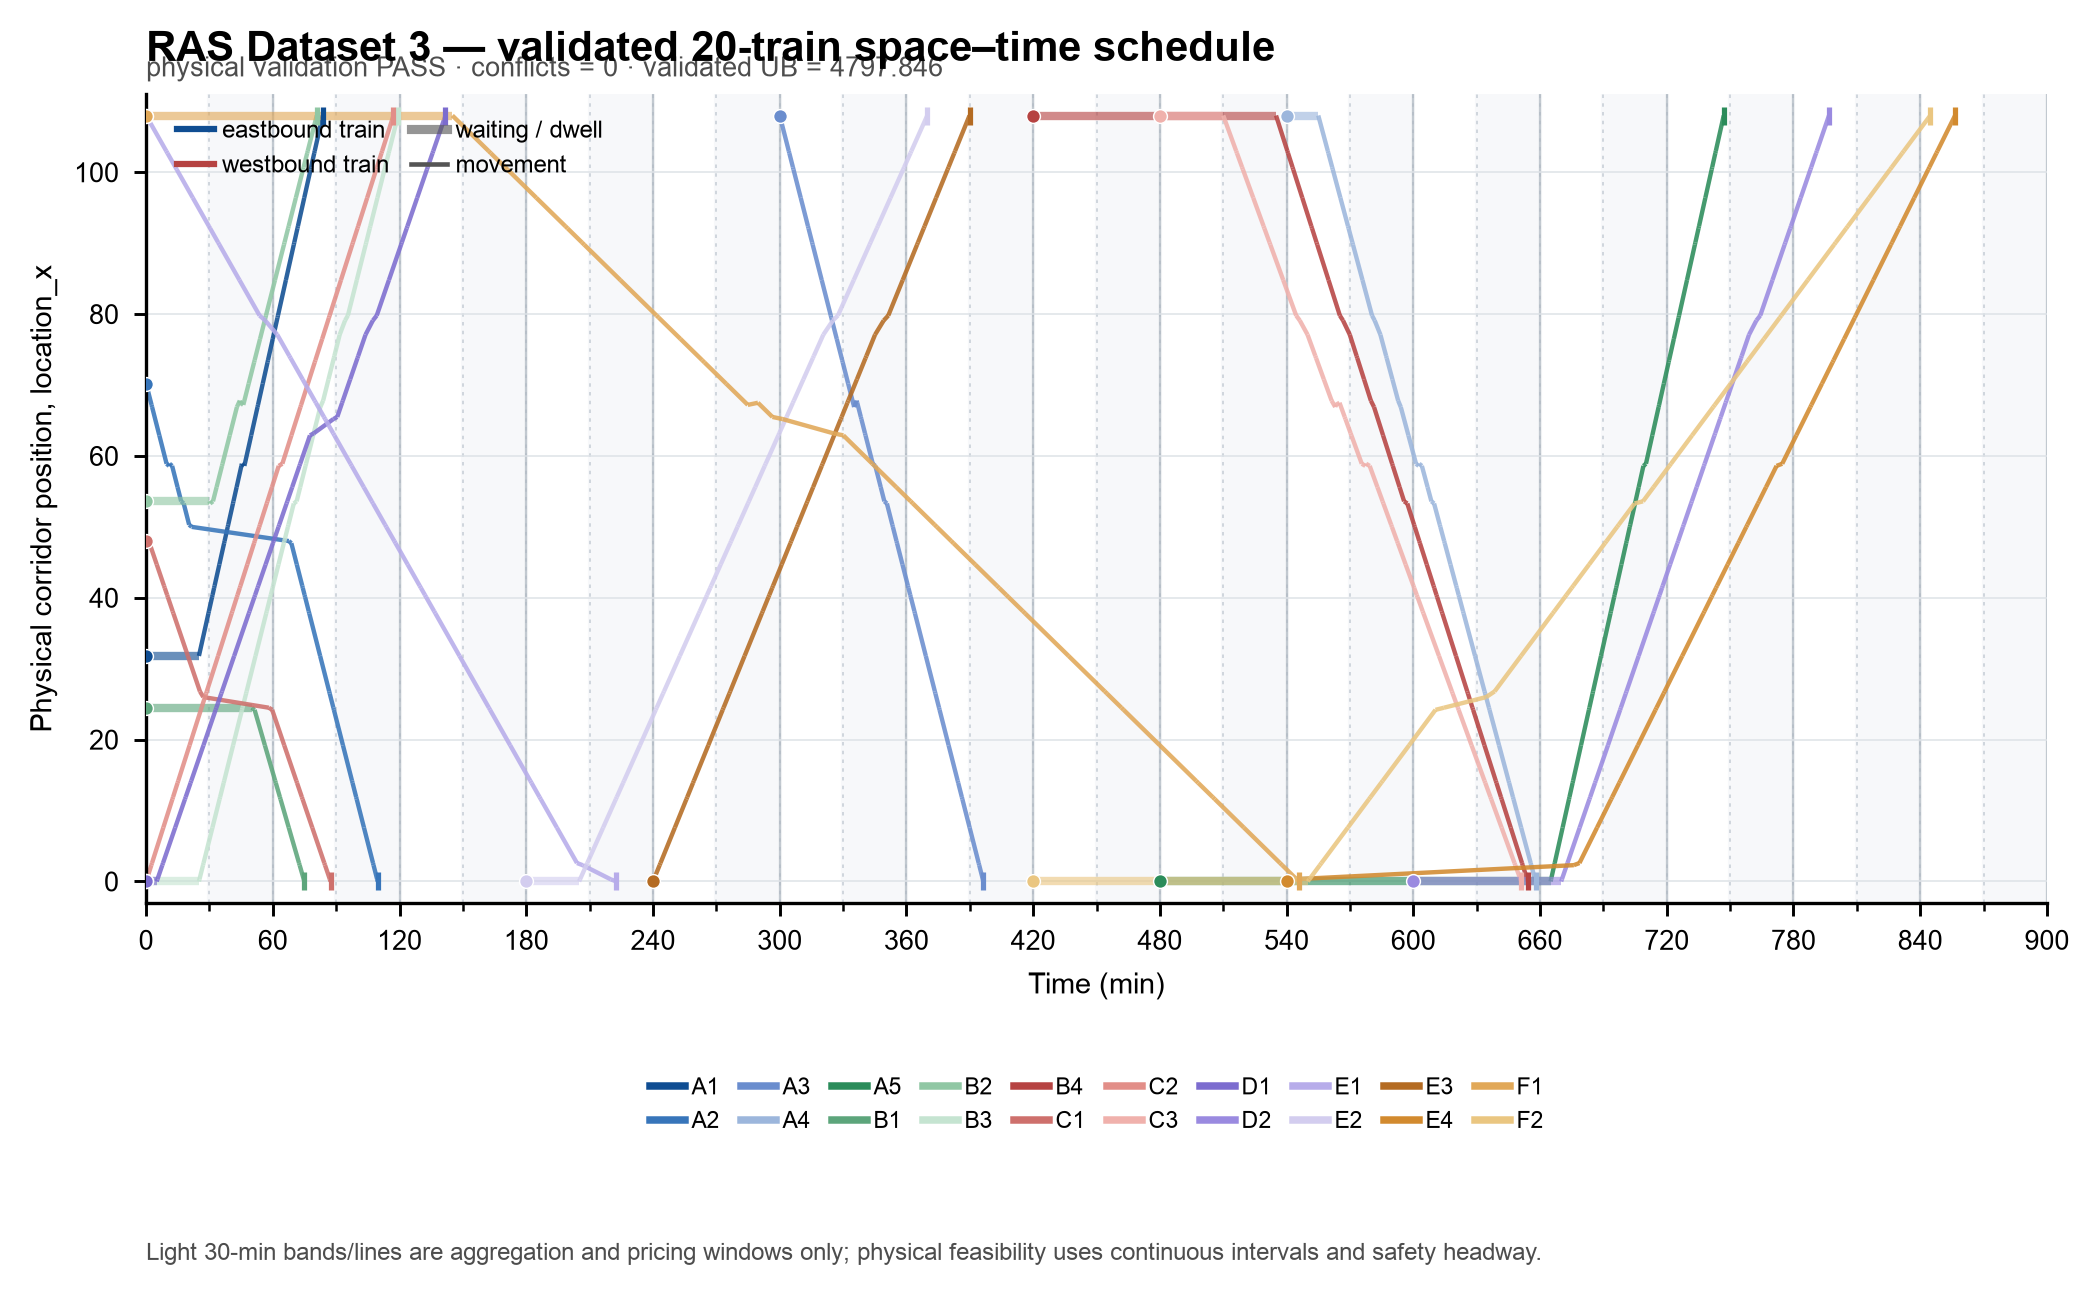 RAS Dataset 3 — validated 20-train space–time schedule
physical validation PASS · conflicts = 0 · validated UB = 4797.846
eastbound train
waiting / dwell
westbound train
movement
Physical corridor position, location_x
100
80
60
40
20
0
0 60 120 180 240 300 360 420 480 540 600 660 720 780 840 900
Time (min)
A1 A3 A5 B2 B4 C2 D1 E1 E3 F1
A2 A4 B1 B3 C1 C3 D2 E2 E4 F2
Light 30-min bands/lines are aggregation and pricing windows only; physical feasibility uses continuous intervals and safety headway.